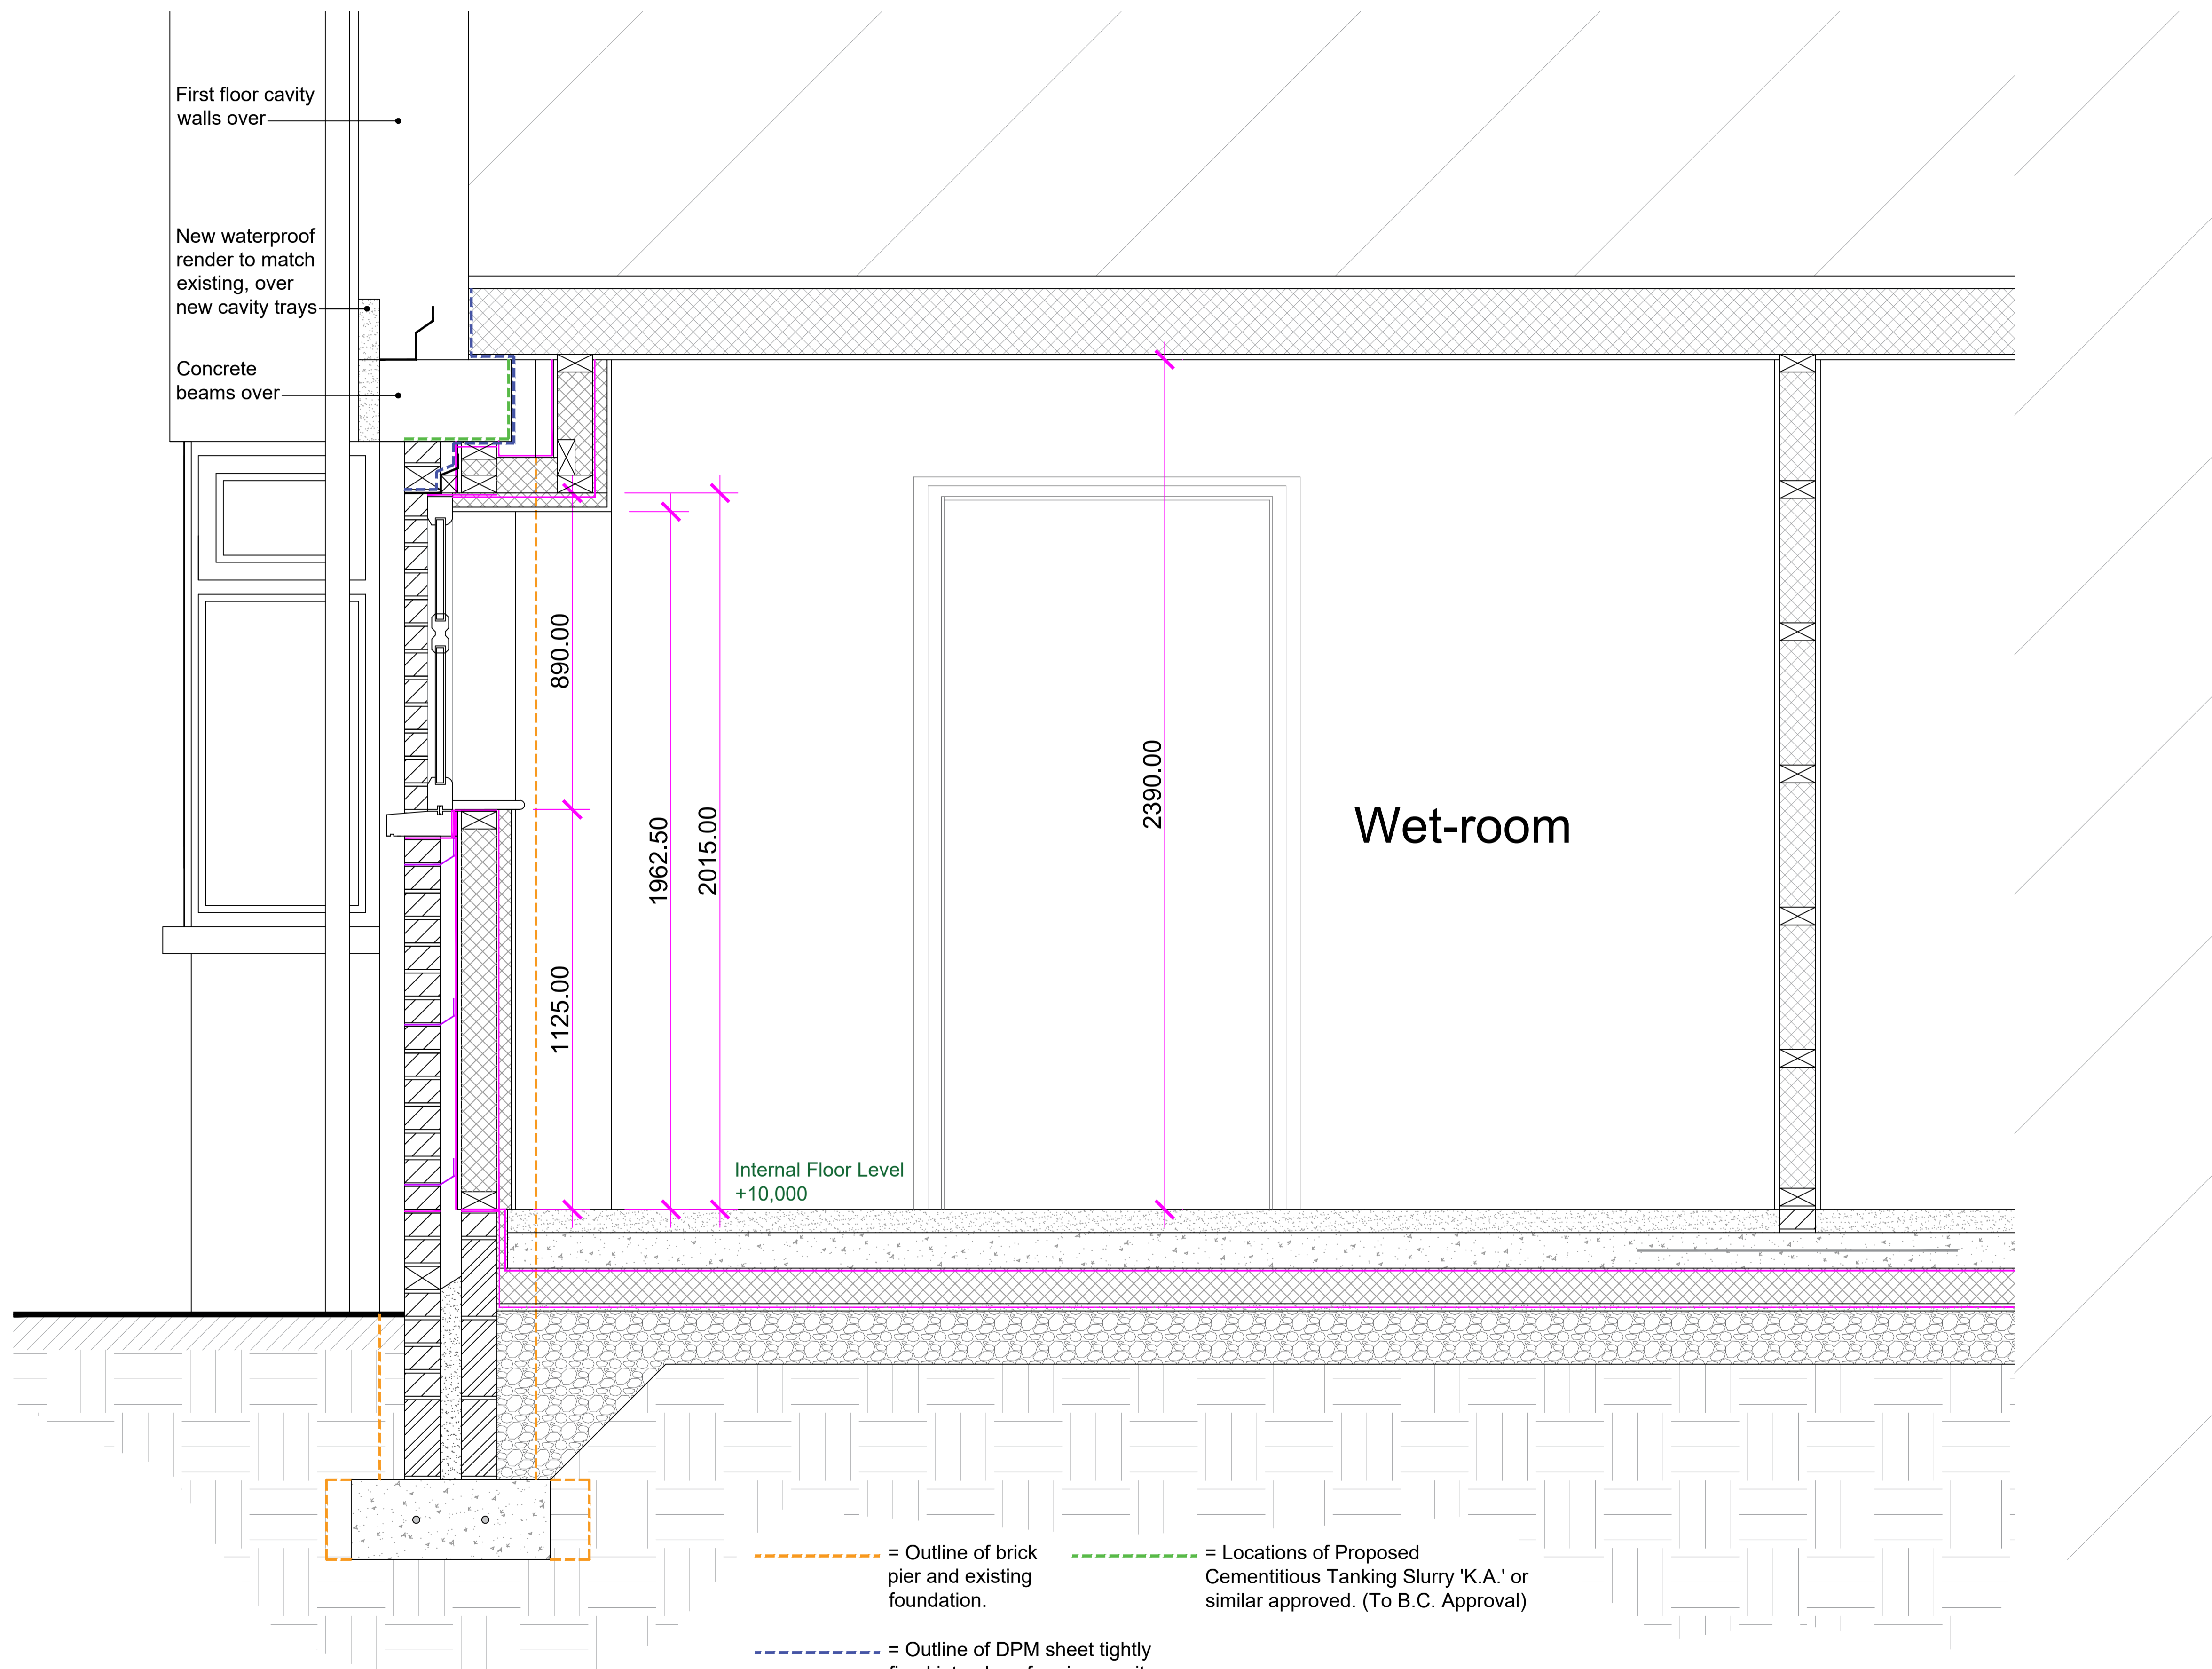 First floor cavity
walls over
New waterproof
render to match
existing, over
new cavity trays
Concrete
beams over
890.00
1125.00
1962.50
2015.00
2390.00
Wet-room
Internal Floor Level
+10,000
= Outline of brick
pier and existing
foundation.
= Locations of Proposed
Cementitious Tanking Slurry 'K.A.' or
similar approved. (To B.C. Approval)
= Outline of DPM sheet tightly